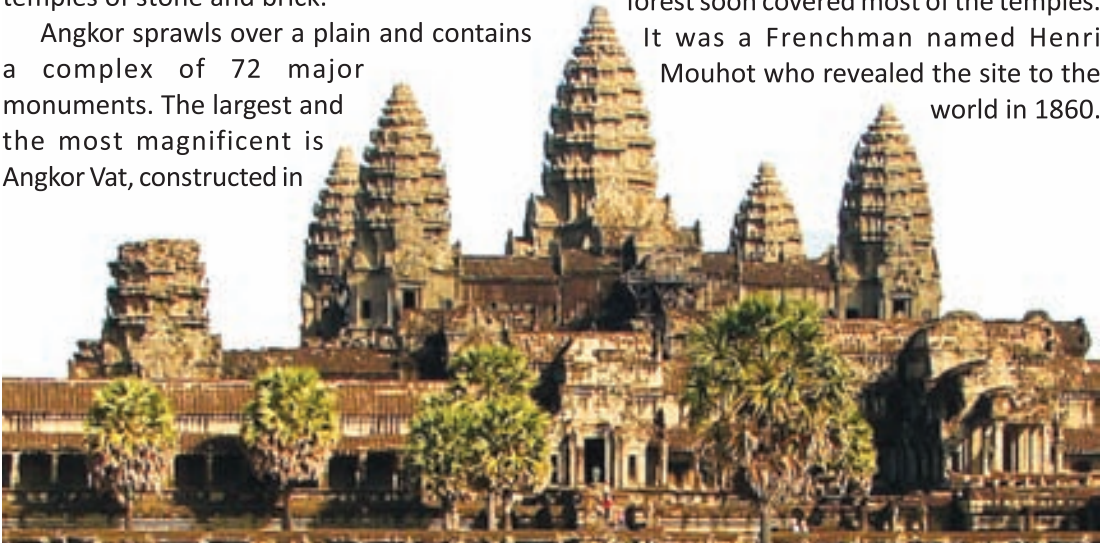 temples of stone and brick.
Angkor sprawls over a plain and contains
a complex of 72 major
monuments. The largest and
the most magnificent is
Angkor Vat, constructed in
forest soon covered most of the temples.
It was a Frenchman named Henri
Mouhot who revealed the site to the
world in 1860.